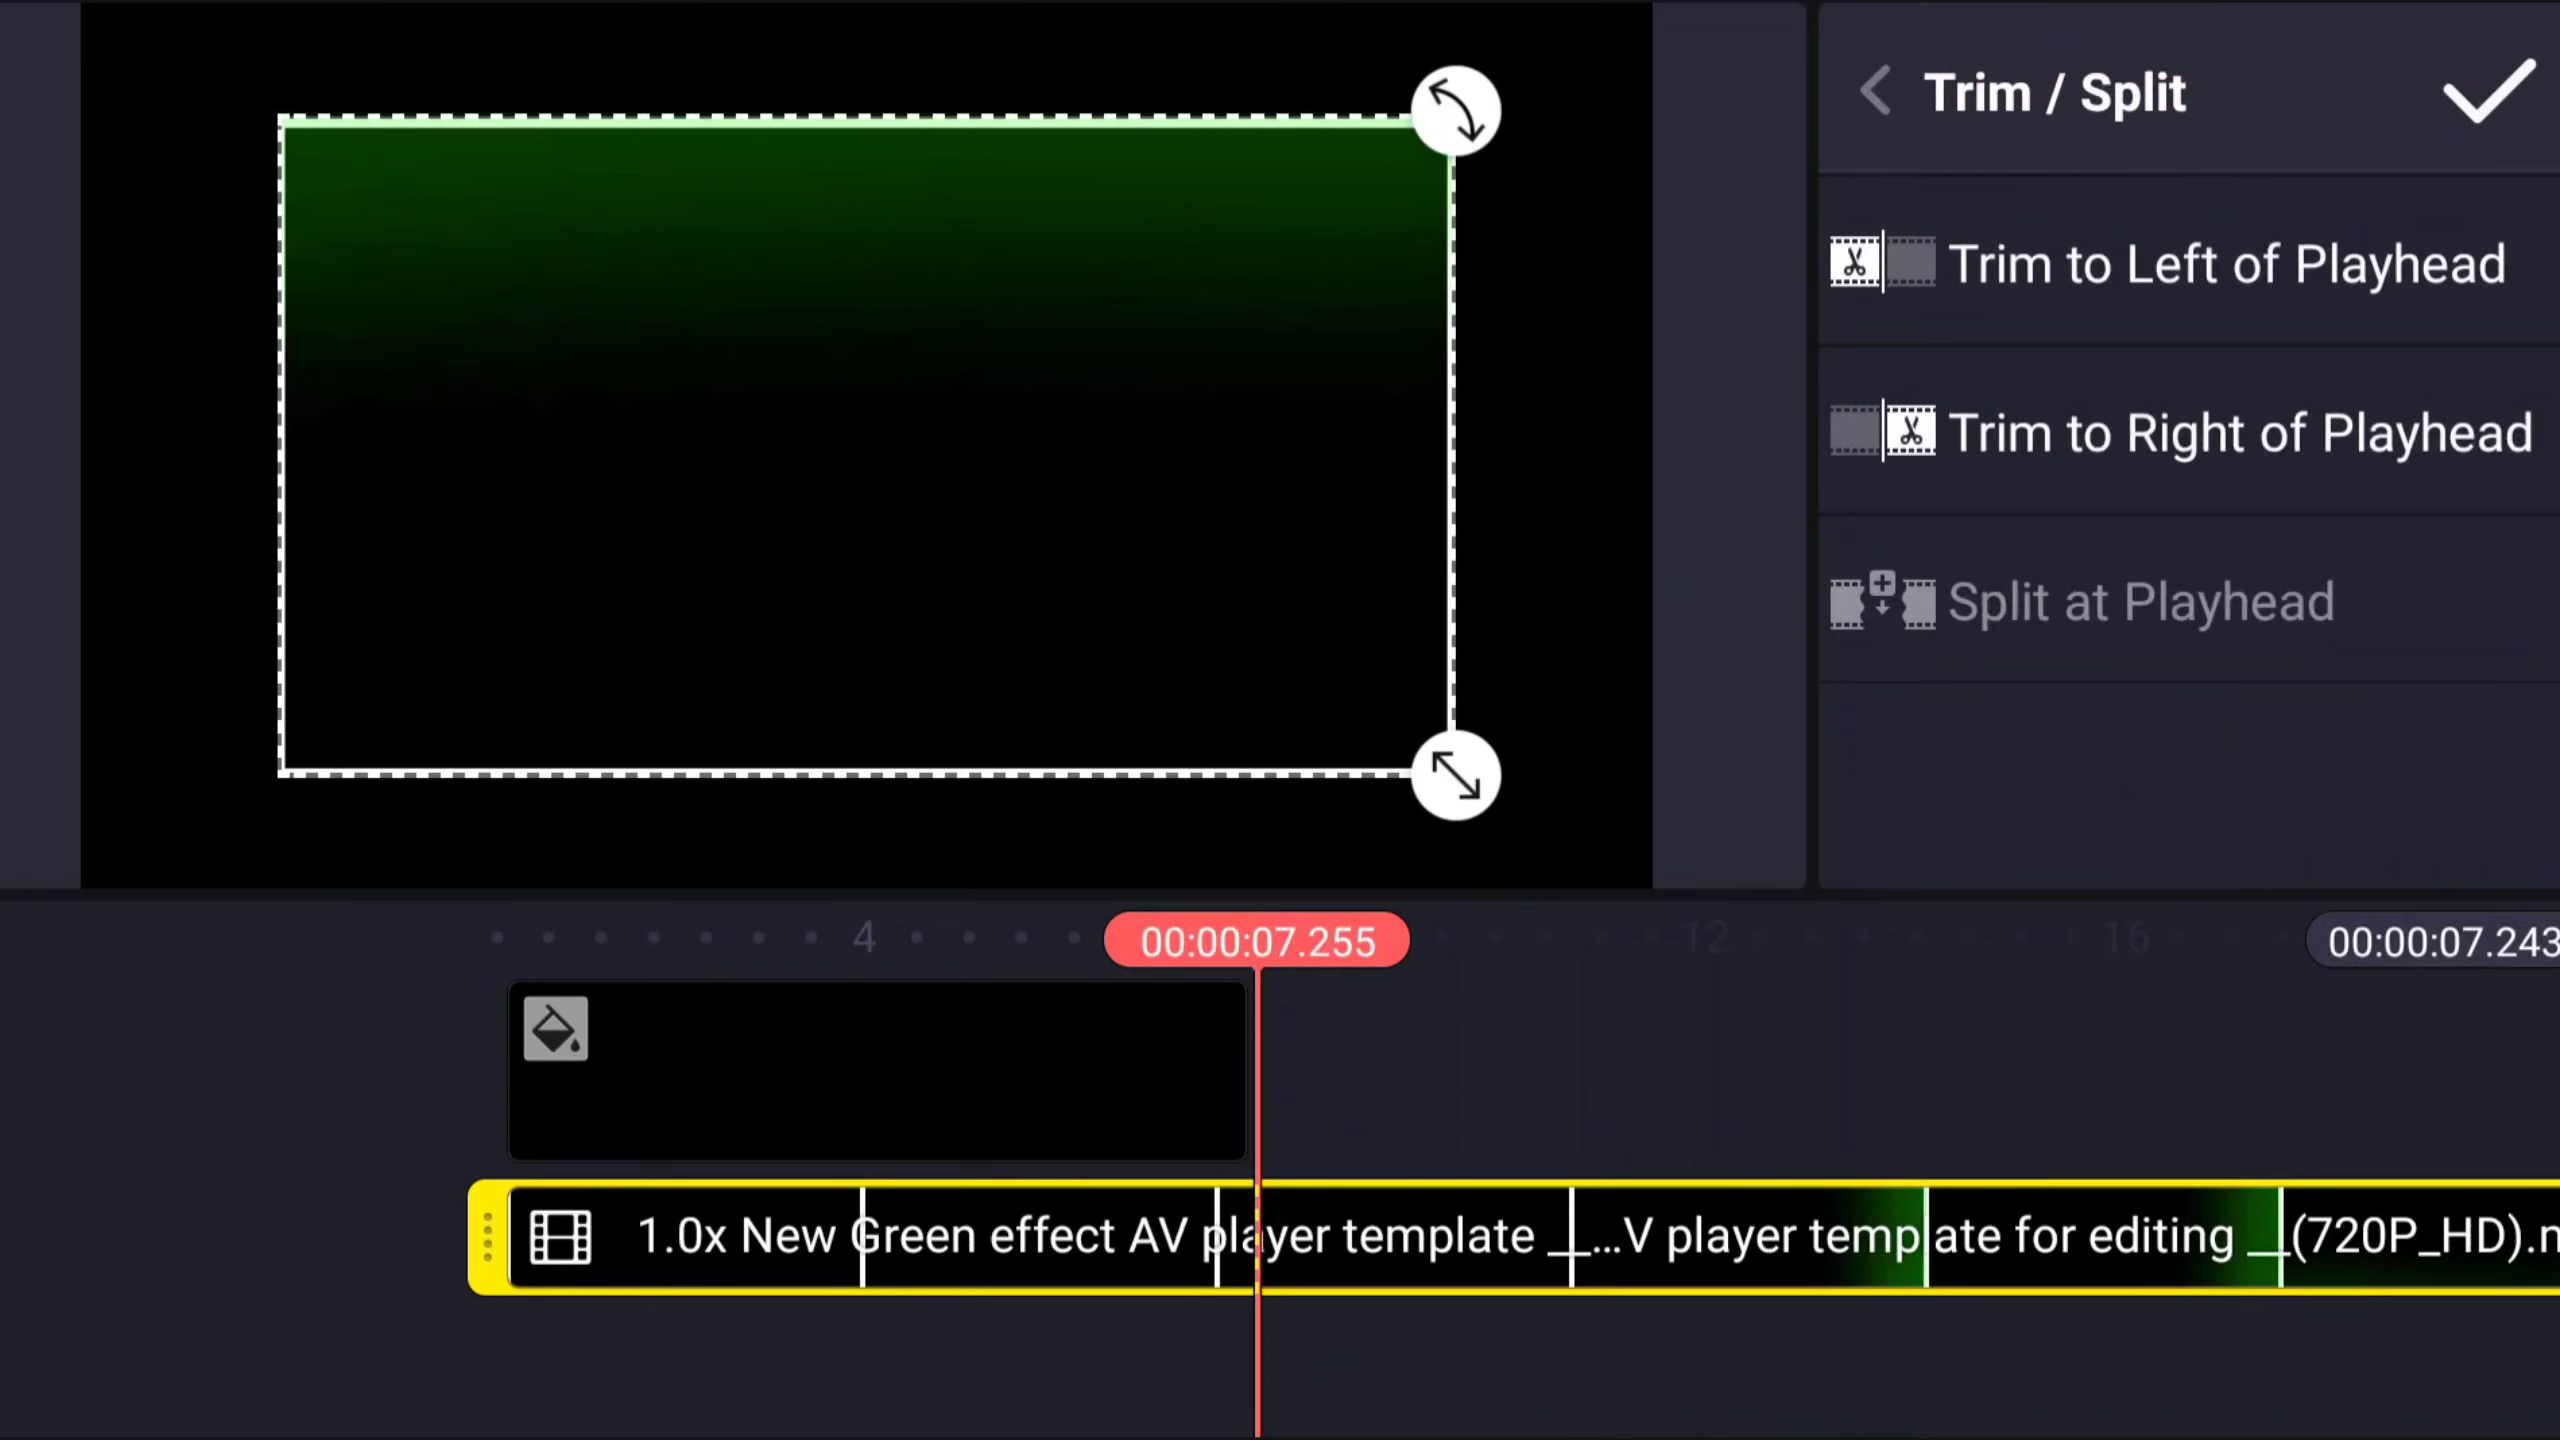 Trim / Split
Trim to Left of Playhead
Trim to Right of Playhead
Split at Playhead
4
00:00:07.255
12
16
00:00:07.243
1.0x New Green effect AV player template __...V player template for editing __(720P_HD).